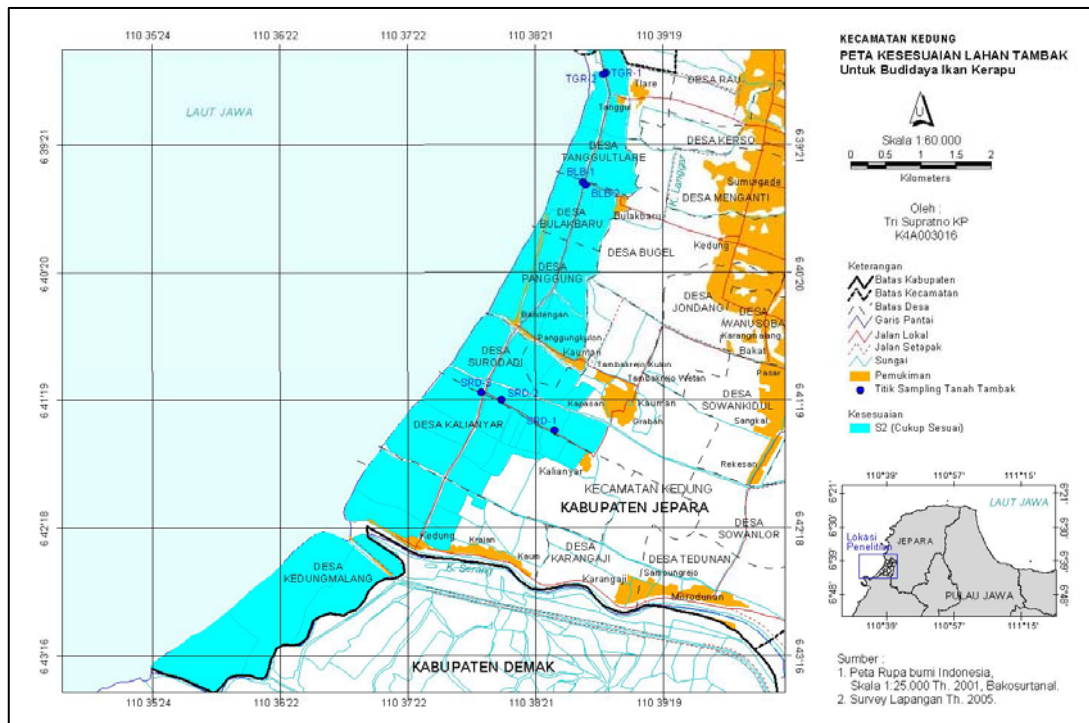 KECAMATAN KEDUNG
PETA KESESUAIAN LAHAN TAMBAK
Untuk Budidaya Ikan Kerapu
Skala 1:60.000
0 0.5 1 1.5 2
Kilometers
Oleh :
Tri Supratno KP
K4A003016
Keterangan
Batas Kabupaten
Batas Kecamatan
Batas Desa
Garis Pantai
Jalan Lokal
Jalan Setapak
Sungai
Pemukiman
Titik Sampling Tanah Tambak
Kesesuaian
S2 (Cukup Sesuai)
110°39' 110°57' 111°15'
6°21' 6°21'
6°30' 6°30'
6°39' 6°39'
6°48' 6°48'
LAUT JAWA
JEPARA
Lokasi
Penelitian
PULAU JAWA
110°39' 110°57' 111°15'
Sumber :
1. Peta Rupa bumi Indonesia,
Skala 1:25.000 Th. 2001, Bakosurtanal.
2. Survey Lapangan Th. 2005.
110 35'24 110 36'22 110 37'22 110 38'21 110 39'19
LAUT JAWA
TGR-2 TGR-1
DESA RAU
Tlare
Tanggul
6 39'21 6 39'21
DESA KERSO
DESA
TANGGULTLARE
K. Langgar
BLB-1
BLB-2
Sumurgede
DESA MENGANTI
DESA
BULAKBARU
Bulakbaru
Kedung
DESA BUGEL
6 40'20 6 40'20
DESA
PANGGUNG
DESA
JONDANG
DESA
WANUSOBA
Karangmalang
Bandengan
Panggungkulon
Kauman
Bakat
DESA
SURODADI
Tambakrejo Kulon
Tambakrejo Wetan
Pasar
SRD-3
SRD-2
6 41'19 6 41'19
Kapasan
Kauman
DESA
SOWANKIDUL
DESA KALIANYAR
SRD-1
Grabah
Sangkal
Kalianyar
Rekesan
KECAMATAN KEDUNG
KABUPATEN JEPARA
6 42'18 6 42'18
Kedung
Krajan
Kaum
DESA
KARANGAJI
DESA
SOWANLOR
DESA TEDUNAN
DESA
KEDUNGMALANG
K. Serang
Karangaji
Merodunan
6 43'16 6 43'16
KABUPATEN DEMAK
110 35'24 110 36'22 110 37'22 110 38'21 110 39'19